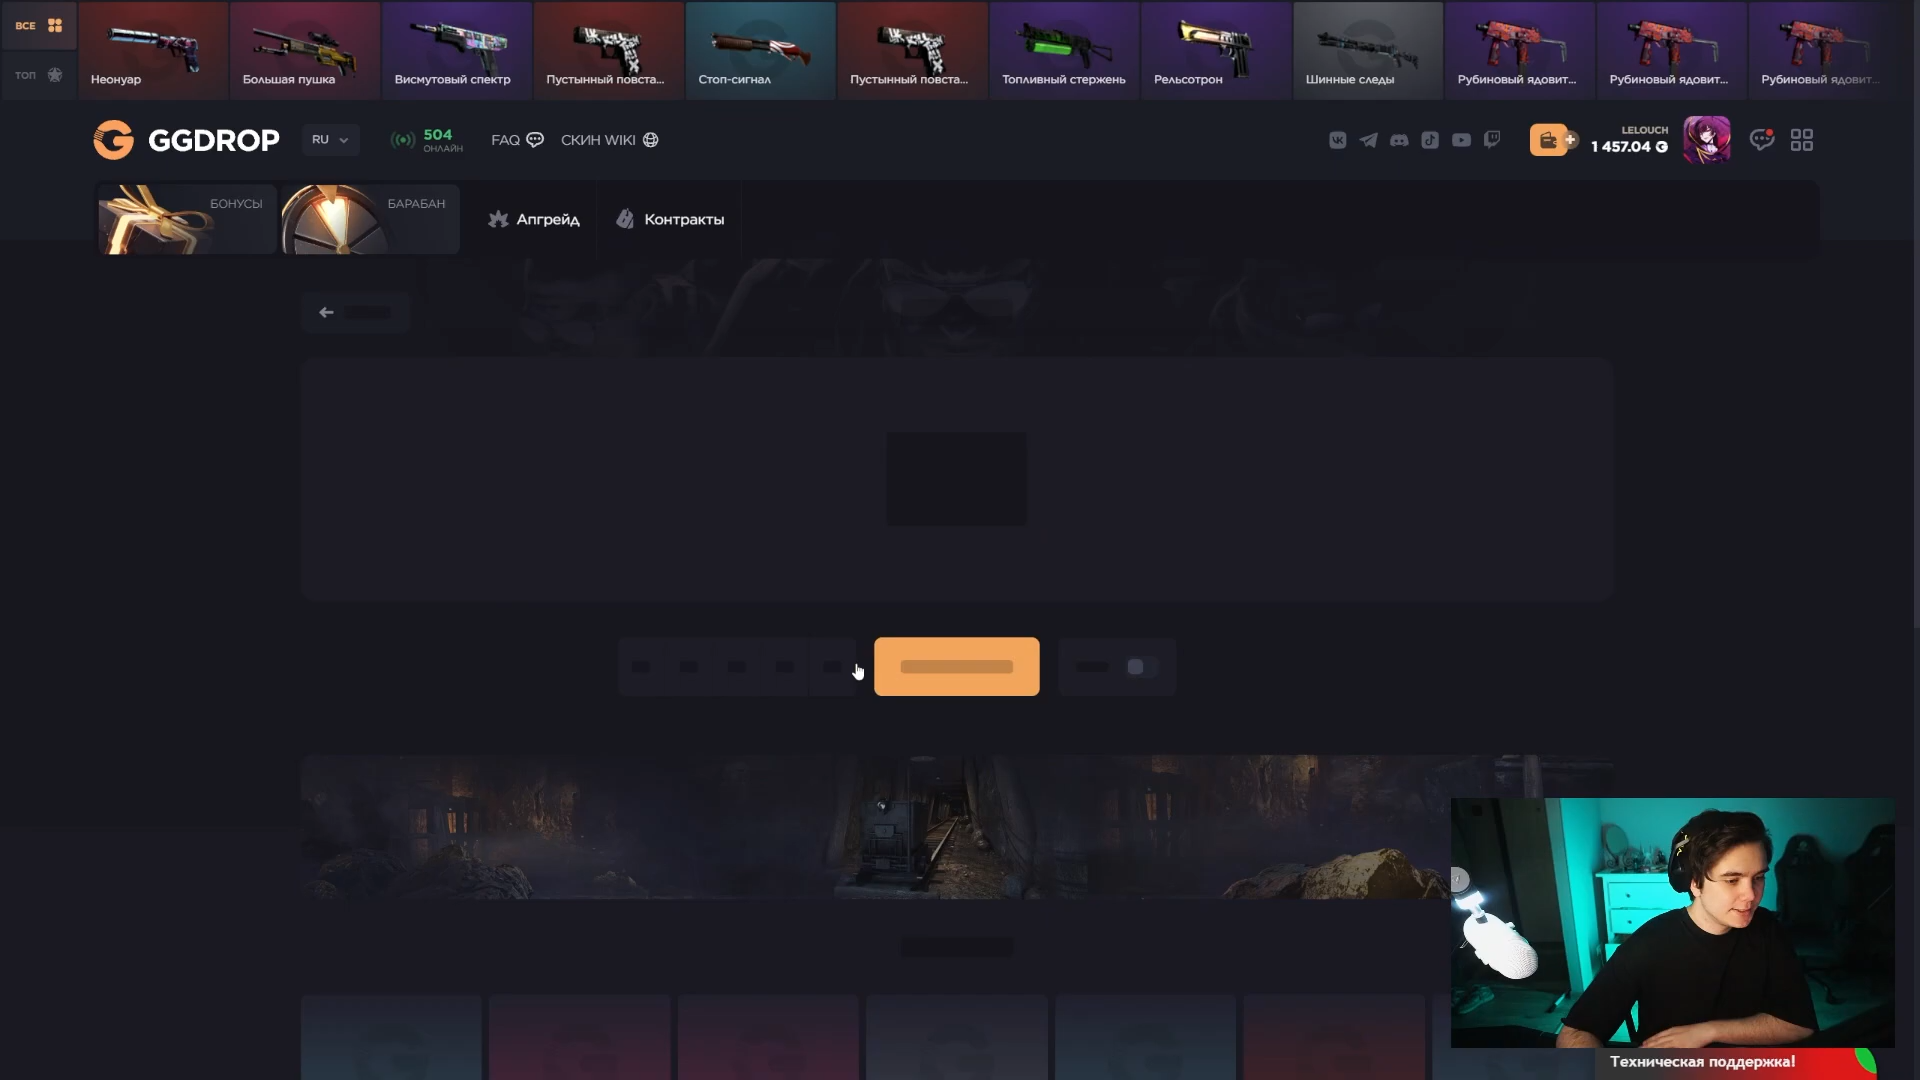 ВСЕ
ТОП
Неонуар
Большая пушка
Висмутовый спектр
Пустынный повста...
Стоп-сигнал
Пустынный повста...
Топливный стержень
Рельсотрон
Шинные следы
Рубиновый ядовит...
Рубиновый ядовит...
Рубиновый ядовит...
GGDROP
RU
504
ОНЛАЙН
FAQ
СКИН WIKI
LELOUCH
1 457.04 G
БОНУСЫ
БАРАБАН
Апгрейд
Контракты
Техническая поддержка!